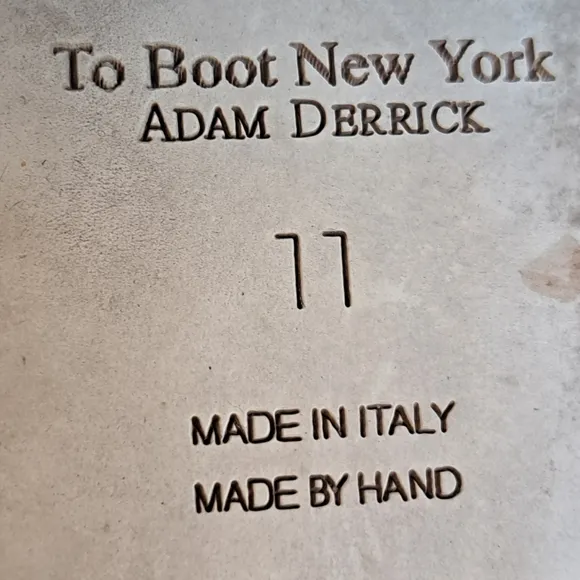 To Boot New York
ADAM DERRICK
11
MADE IN ITALY
MADE BY HAND